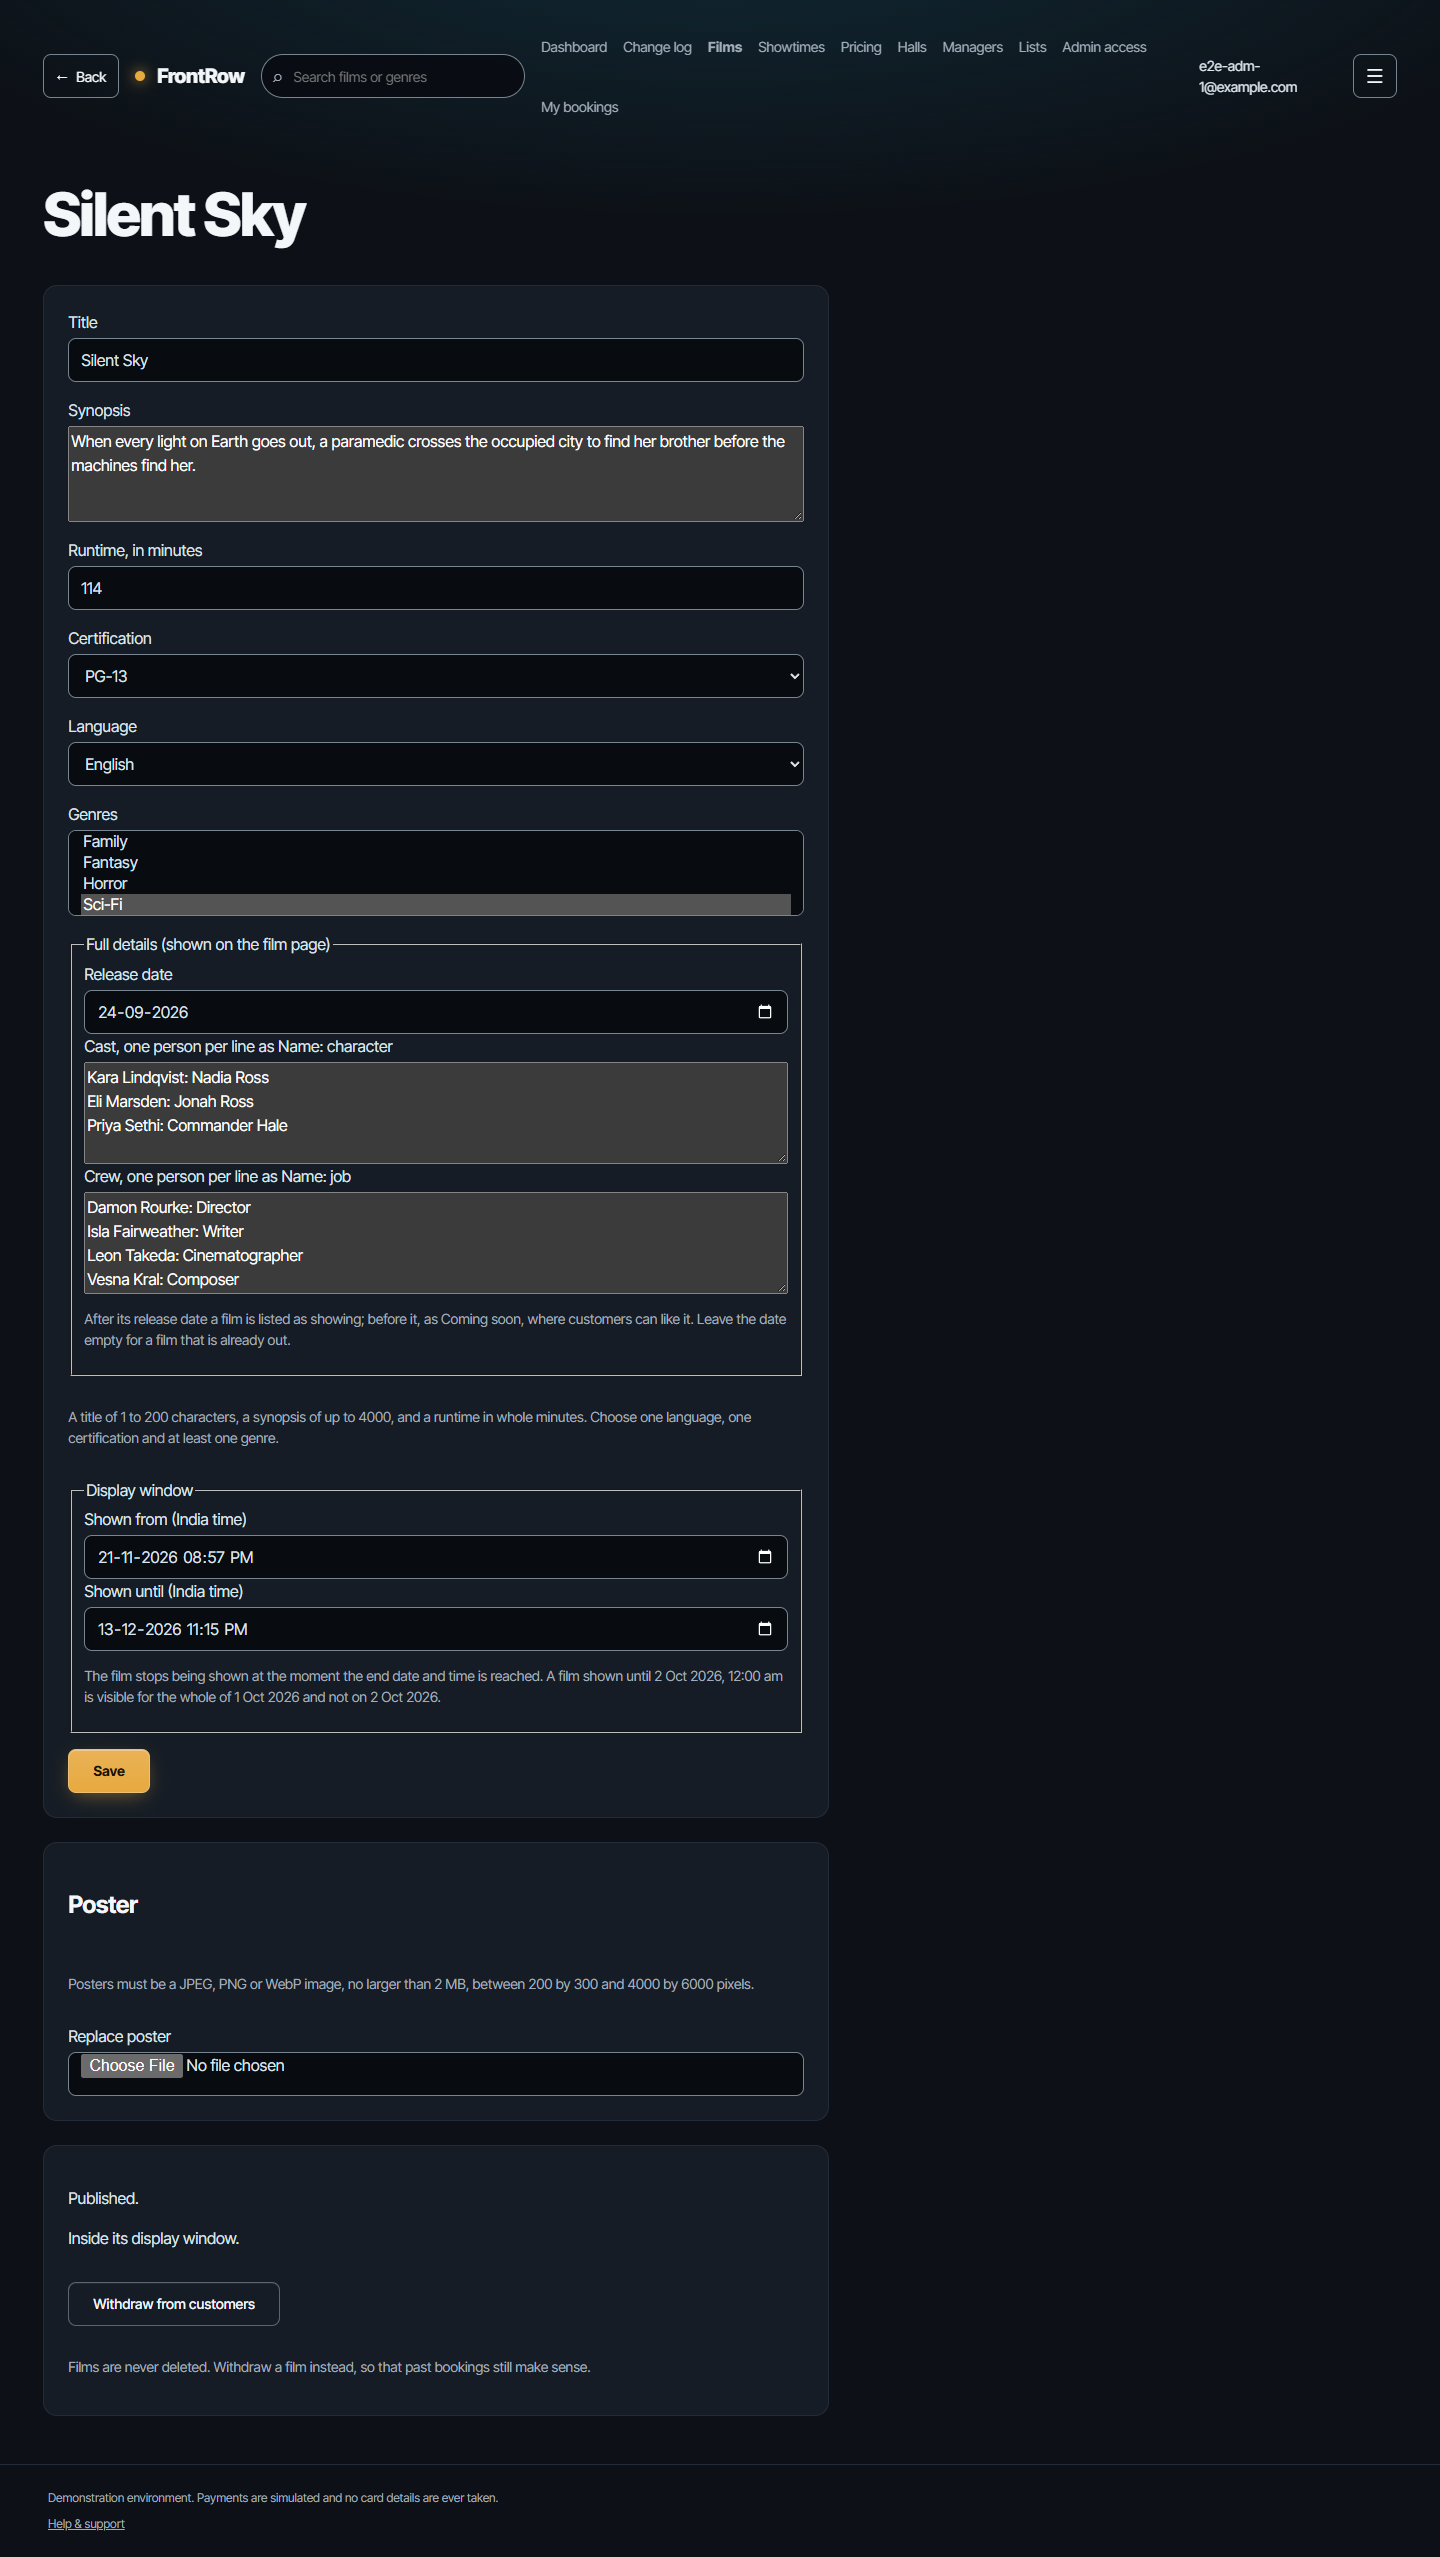 ← Back
FrontRow
Search films or genres
Dashboard Change log Films Showtimes Pricing Halls Managers Lists Admin access
My bookings
e2e-adm-
1@example.com
Silent Sky
Title
Silent Sky
Synopsis
When every light on Earth goes out, a paramedic crosses the occupied city to find her brother before the
machines find her.
Runtime, in minutes
114
Certification
PG-13
Language
English
Genres
Family
Fantasy
Horror
Sci-Fi
Full details (shown on the film page)
Release date
24-09-2026
Cast, one person per line as Name: character
Kara Lindqvist: Nadia Ross
Eli Marsden: Jonah Ross
Priya Sethi: Commander Hale
Crew, one person per line as Name: job
Damon Rourke: Director
Isla Fairweather: Writer
Leon Takeda: Cinematographer
Vesna Kral: Composer
After its release date a film is listed as showing; before it, as Coming soon, where customers can like it. Leave the date
empty for a film that is already out.
A title of 1 to 200 characters, a synopsis of up to 4000, and a runtime in whole minutes. Choose one language, one
certification and at least one genre.
Display window
Shown from (India time)
21-11-2026 08:57 PM
Shown until (India time)
13-12-2026 11:15 PM
The film stops being shown at the moment the end date and time is reached. A film shown until 2 Oct 2026, 12:00 am
is visible for the whole of 1 Oct 2026 and not on 2 Oct 2026.
Save
Poster
Posters must be a JPEG, PNG or WebP image, no larger than 2 MB, between 200 by 300 and 4000 by 6000 pixels.
Replace poster
Choose File No file chosen
Published.
Inside its display window.
Withdraw from customers
Films are never deleted. Withdraw a film instead, so that past bookings still make sense.
Demonstration environment. Payments are simulated and no card details are ever taken.
Help & support